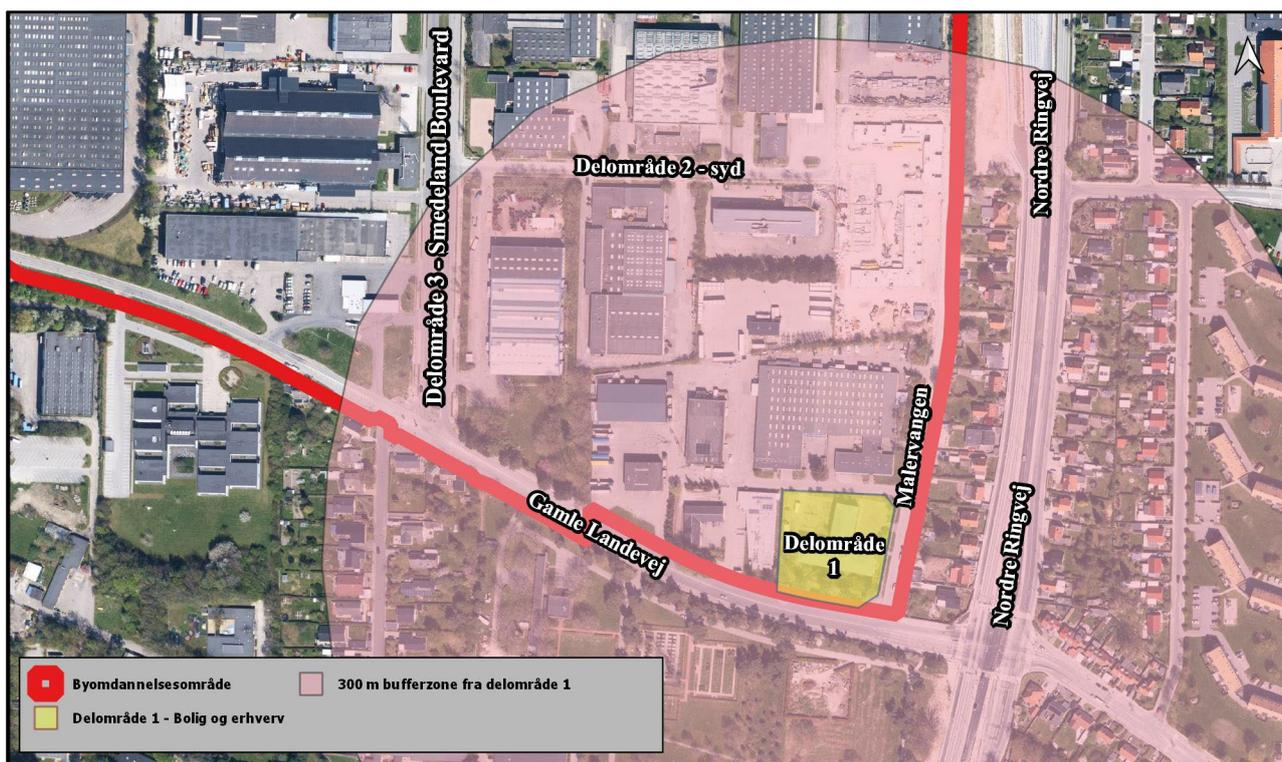 Delområde 3 - Smedeland Boulevard
Delområde 2 - syd
Nordre Ringvej
Malervangen
Gamle Landevej
Delområde
1
Nordre Ringvej
Byomdannelsesområde
300 m bufferzone fra delområde 1
Delområde 1 - Bolig og erhverv